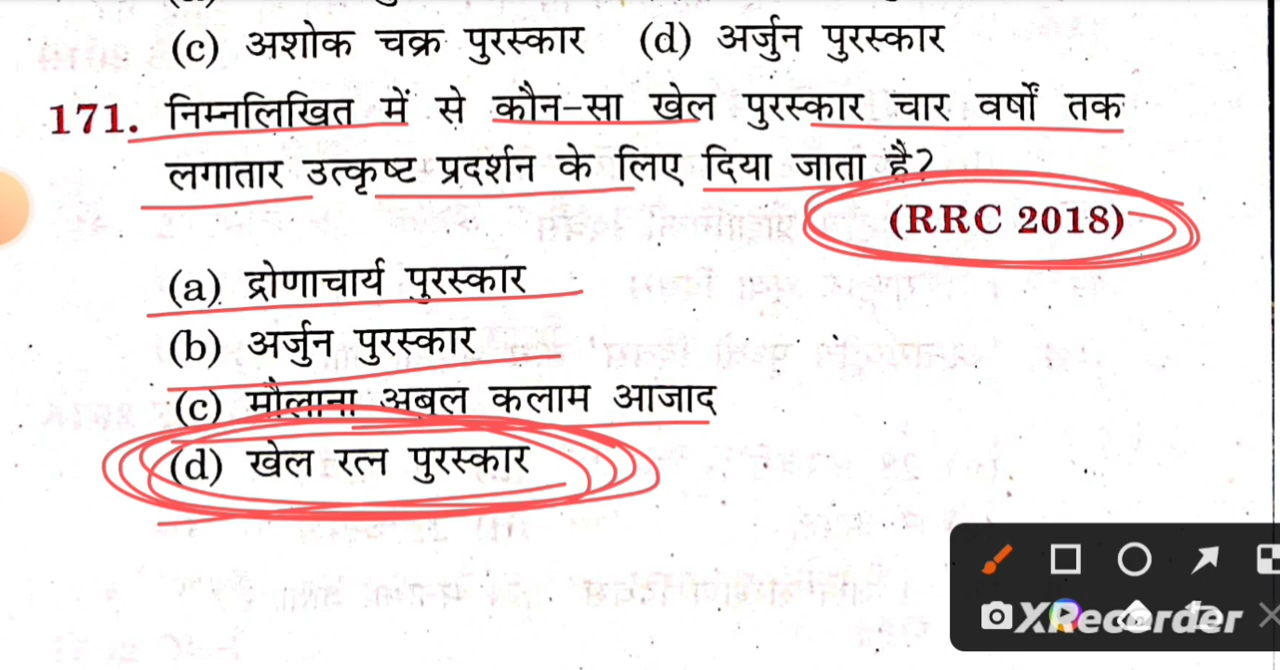 (c) अशोक चक्र पुरस्कार (d) अर्जुन पुरस्कार
171. निम्नलिखित में से कौन-सा खेल पुरस्कार चार वर्षों तक
लगातार उत्कृष्ट प्रदर्शन के लिए दिया जाता है?
(RRC 2018)
(a) द्रोणाचार्य पुरस्कार
(b) अर्जुन पुरस्कार
(c) मौलाना अबुल कलाम आजाद
(d) खेल रत्न पुरस्कार
XRecorder